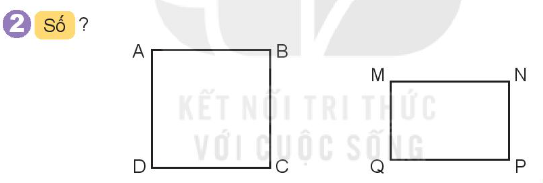 2 Số ?
A B
M N
KẾT NỐI TRI THỨC
VỚI CUỘC SỐNG
D C
Q P